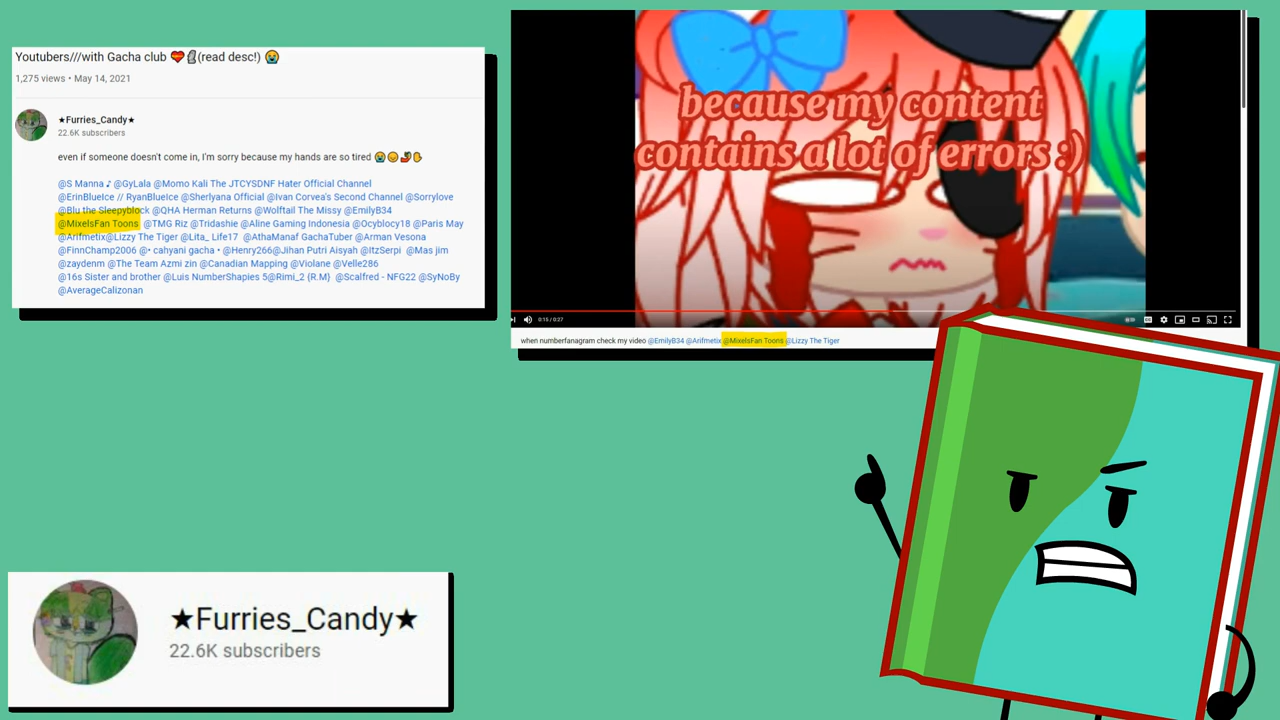 Youtubers///with Gacha club ❤️🗿(read desc!) 😭
1,275 views • May 14, 2021
★Furries_Candy★
22.6K subscribers
even if someone doesn't come in, I'm sorry because my hands are so tired
@S Manna♪ @GyLala @Momo Kali The JTCYSDNF Hater Official Channel
@ErinBlueIce // RyanBlueIce @Sherlyana Official @Ivan Corvea's Second Channel @Sorrylove
@Blu the Sleepyblock @QHA Herman Returns @Wolftail The Missy @EmilyB34
@MixelsFan Toons @TMG Riz @Tridashie @Aline Gaming Indonesia @Ocyblocy18 @Paris May
@Arifmetix@Lizzy The Tiger @Lita_ Life17 @AthaManaf GachaTuber @Arman Vesona
@FinnChamp2006 @• cahyani gacha • @Henry266@Jihan Putri Aisyah @ItzSerpi @Mas jim
@zaydenm @The Team Azmi zin @Canadian Mapping @Violane @Velle286
@16s Sister and brother @Luis NumberShapies 5@Rimi_2 {R.M} @Scalfred - NFG22 @SyNoBy
@AverageCalizonan
because my content
contains a lot of errors :)
0:15 / 0:27
when numberfanagram check my video @EmilyB34 @Arifmetix @MixelsFan Toons @Lizzy The Tiger
★Furries_Candy★
22.6K subscribers